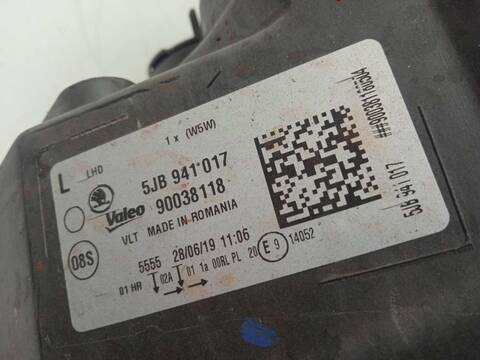 1 x (W5W)
L LHD
5JB 941 017
Valeo 90038118
VLT MADE IN ROMANIA
08S
5555 28/06/19 11:06
01 HR 02A 01 1a 00RL PL 20 E 9 14052
5JB 941 017